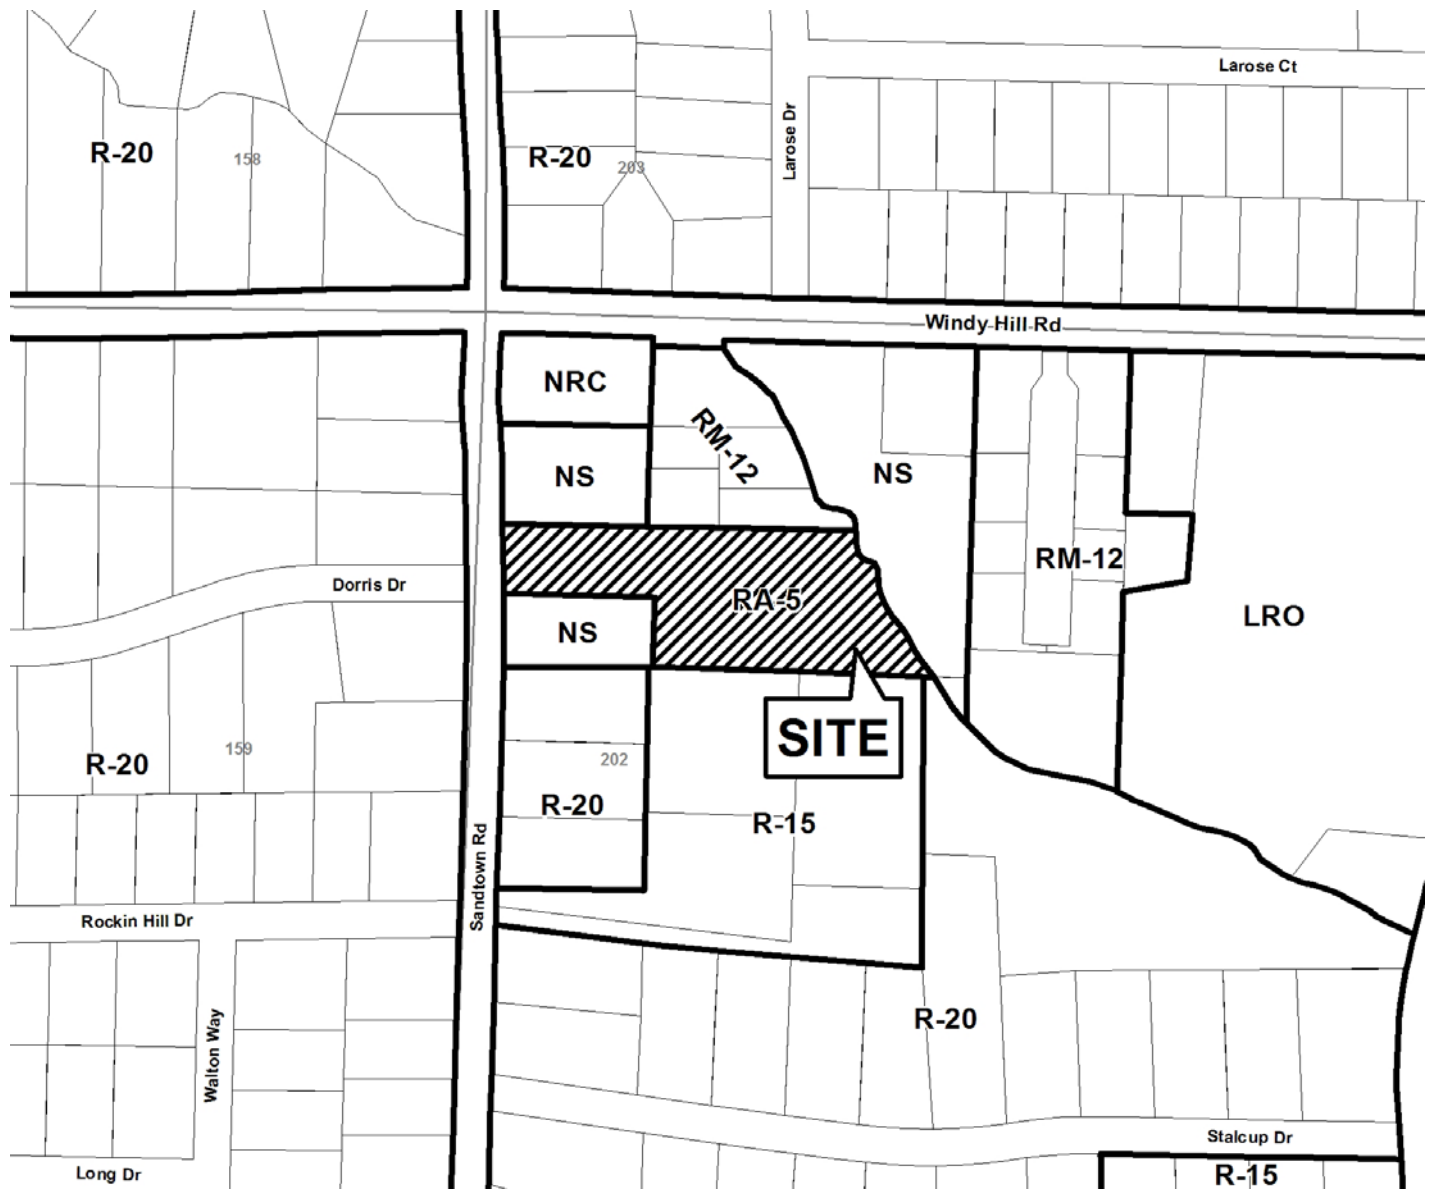 Larose Ct
Larose Dr
R-20
158
R-20
203
Windy Hill Rd
NRC
RM-12
NS
NS
RM-12
Dorris Dr
RA-5
LRO
NS
SITE
159
202
R-20
R-20
R-15
Sandtown Rd
Rockin Hill Dr
R-20
Walton Way
Stalcup Dr
Long Dr
R-15